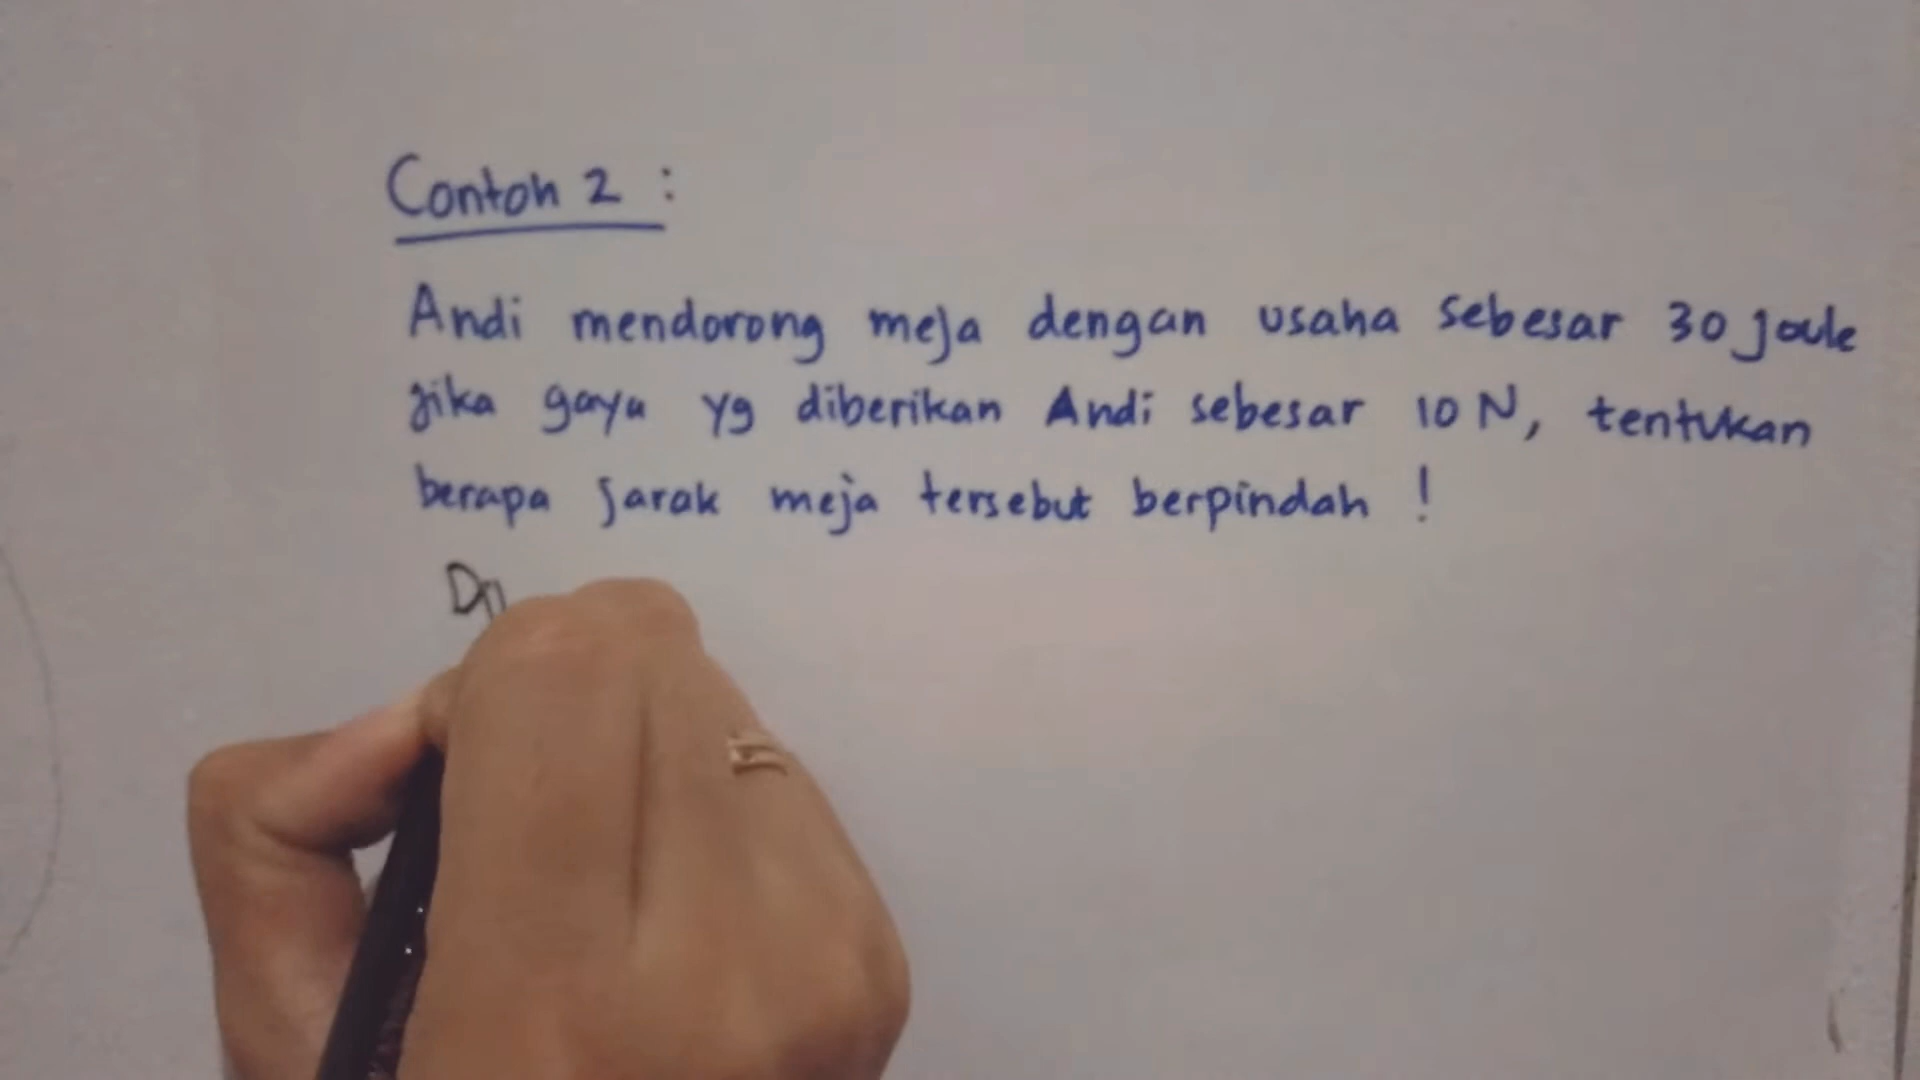 Contoh 2 :
Andi mendorong meja dengan usaha sebesar 30 joule
jika gaya yg diberikan Andi sebesar 10 N, tentukan
berapa jarak meja tersebut berpindah !